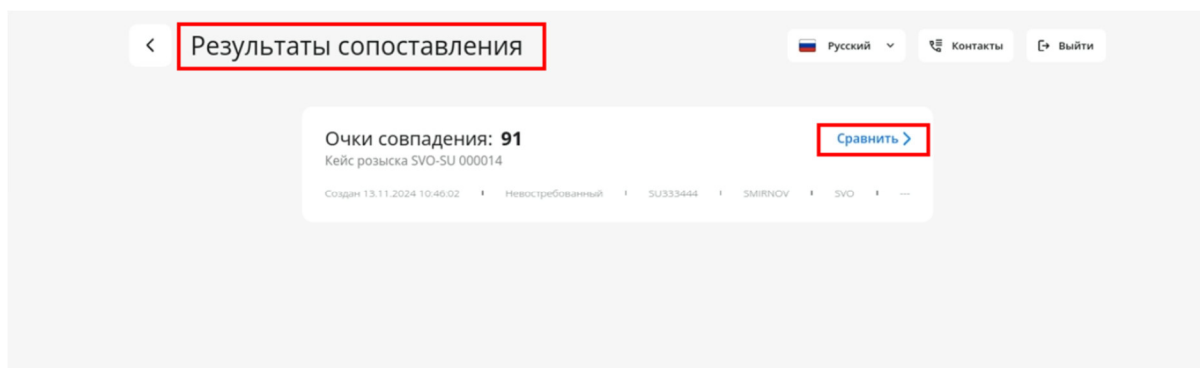 Результаты сопоставления
Русский
Контакты
Выйти
Очки совпадения: 91
Сравнить
Кейс розыска SVO-SU 000014
Создан 13.11.2024 10:46:02 Невостребованный SU333444 SMIRNOV SVO —